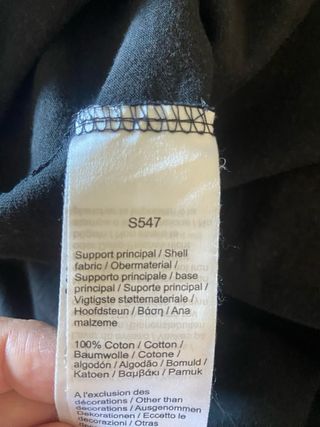 S547
Support principal / Shell
fabric / Obermaterial /
Supporto principale / base
principal / Suporte principal /
Vigtigste støttemateriale /
Hoofdsteun / Βάση / Ana
malzeme
100% Coton / Cotton /
Baumwolle / Cotone /
algodón / Algodão / Bomuld /
Katoen / Βαμβάκι / Pamuk
A l'exclusion des
décorations / Other than
decorations / Ausgenommen
Dekorationen / Eccetto le
decorazioni / Otras